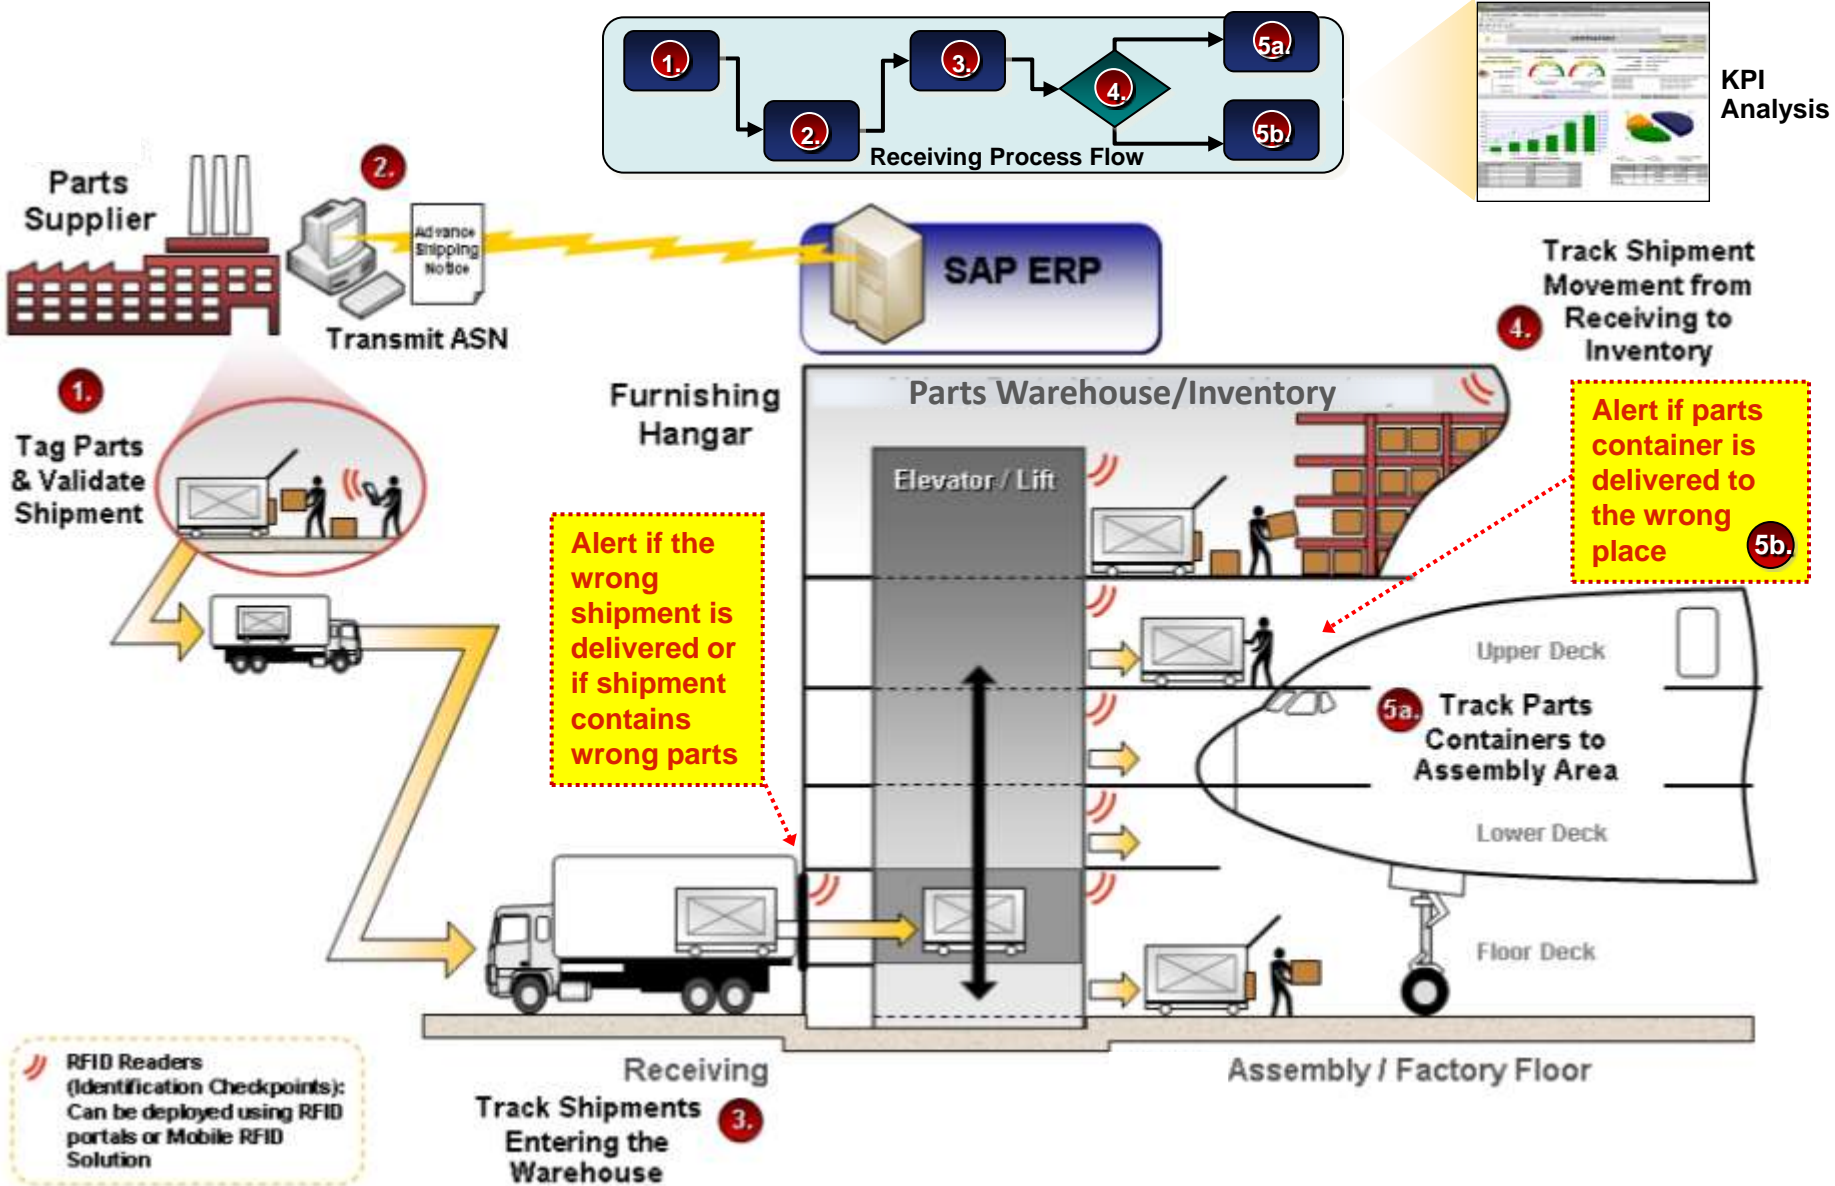 1.
2.
3.
4.
5a.
5b.
Receiving Process Flow
KPI
Analysis
Parts
Supplier
2.
Advance
Shipping
Notice
Transmit ASN
SAP ERP
Track Shipment
Movement from
Receiving to
Inventory
4.
1.
Tag Parts
& Validate
Shipment
Furnishing
Hangar
Parts Warehouse/Inventory
Elevator / Lift
Alert if parts
container is
delivered to
the wrong
place
5b.
Alert if the
wrong
shipment is
delivered or
if shipment
contains
wrong parts
Upper Deck
5a.
Track Parts
Containers to
Assembly Area
Lower Deck
Floor Deck
RFID Readers
(Identification Checkpoints):
Can be deployed using RFID
portals or Mobile RFID
Solution
Receiving
Track Shipments
Entering the
Warehouse
3.
Assembly / Factory Floor